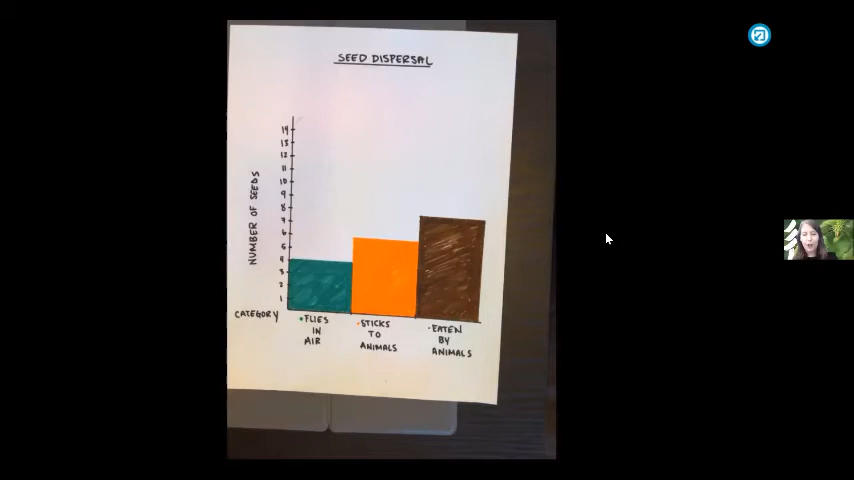 SEED DISPERSAL
NUMBER OF SEEDS
14
13
12
11
10
9
8
7
6
5
4
3
2
1
CATEGORY
•FLIES
IN
AIR
•STICKS
TO
ANIMALS
•EATEN
BY
ANIMALS